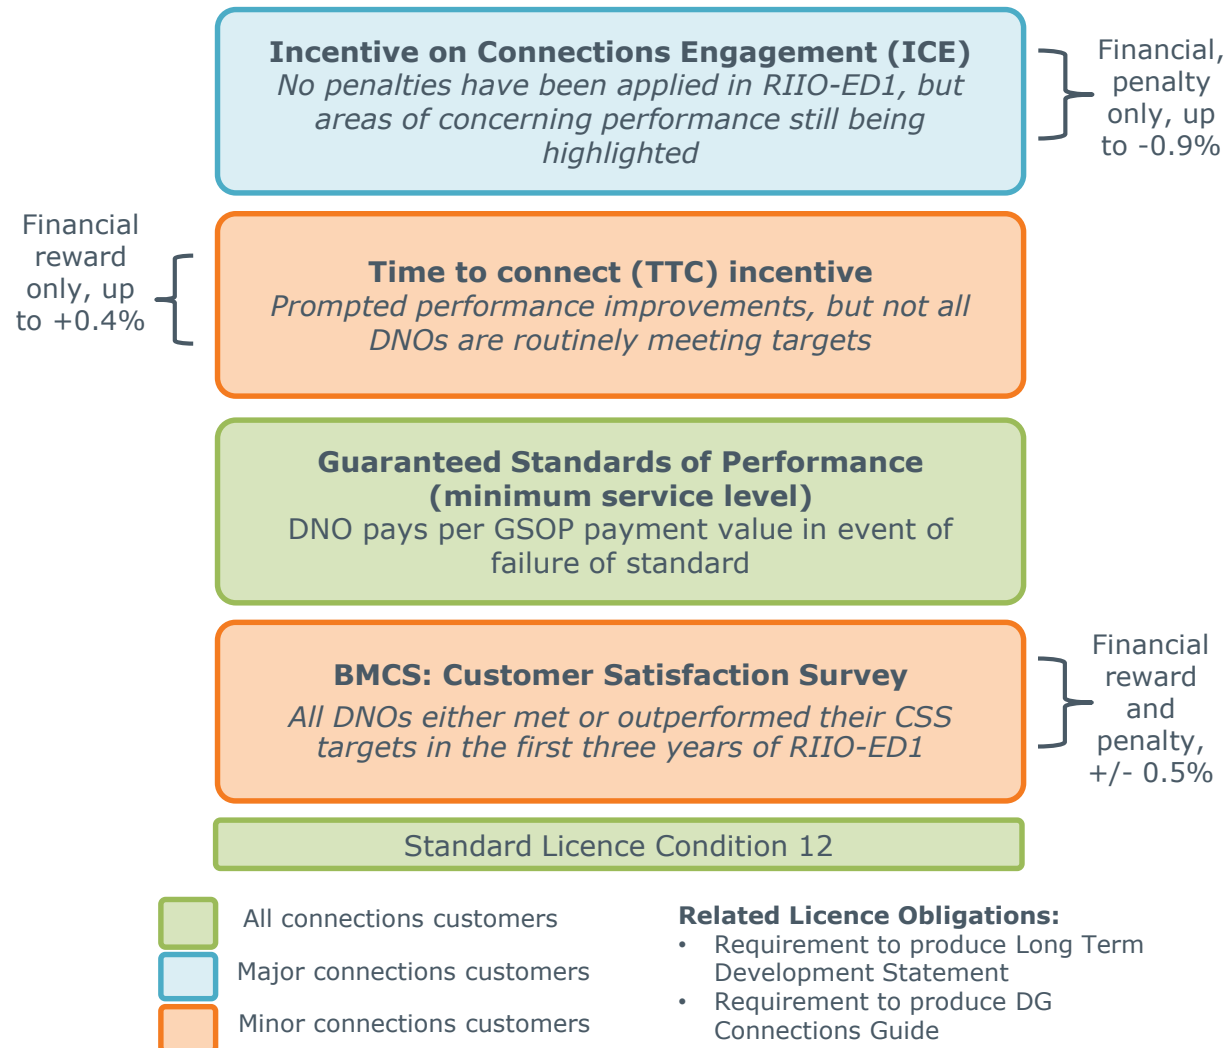 Incentive on Connections Engagement (ICE)
No penalties have been applied in RIIO-ED1, but
areas of concerning performance still being
highlighted
Financial,
penalty
only, up
to -0.9%
Financial
reward
only, up
to +0.4%
Time to connect (TTC) incentive
Prompted performance improvements, but not all
DNOs are routinely meeting targets
Guaranteed Standards of Performance
(minimum service level)
DNO pays per GSOP payment value in event of
failure of standard
BMCS: Customer Satisfaction Survey
All DNOs either met or outperformed their CSS
targets in the first three years of RIIO-ED1
Financial
reward
and
penalty,
+/- 0.5%
Standard Licence Condition 12
All connections customers
Major connections customers
Minor connections customers
Related Licence Obligations:
• Requirement to produce Long Term
Development Statement
• Requirement to produce DG
Connections Guide